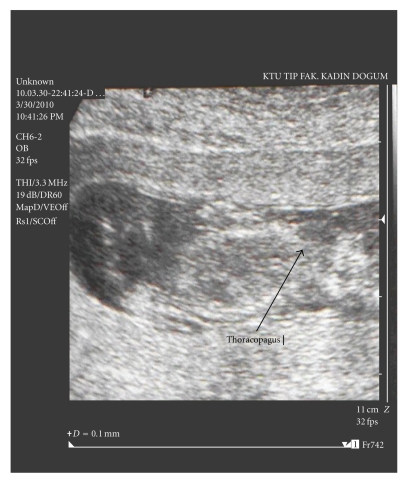 Unknown
10.03.30-22:41:24-D ...
3/30/2010
10:41:26 PM
KTU TIP FAK. KADIN DOGUM
CH6-2
OB
32 fps
THI/3.3 MHz
19 dB/DR60
MapD/VEOff
Rs1/SCOff
Thoracopagus
11 cm Z
32 fps
+D = 0.1 mm
1 Fr742